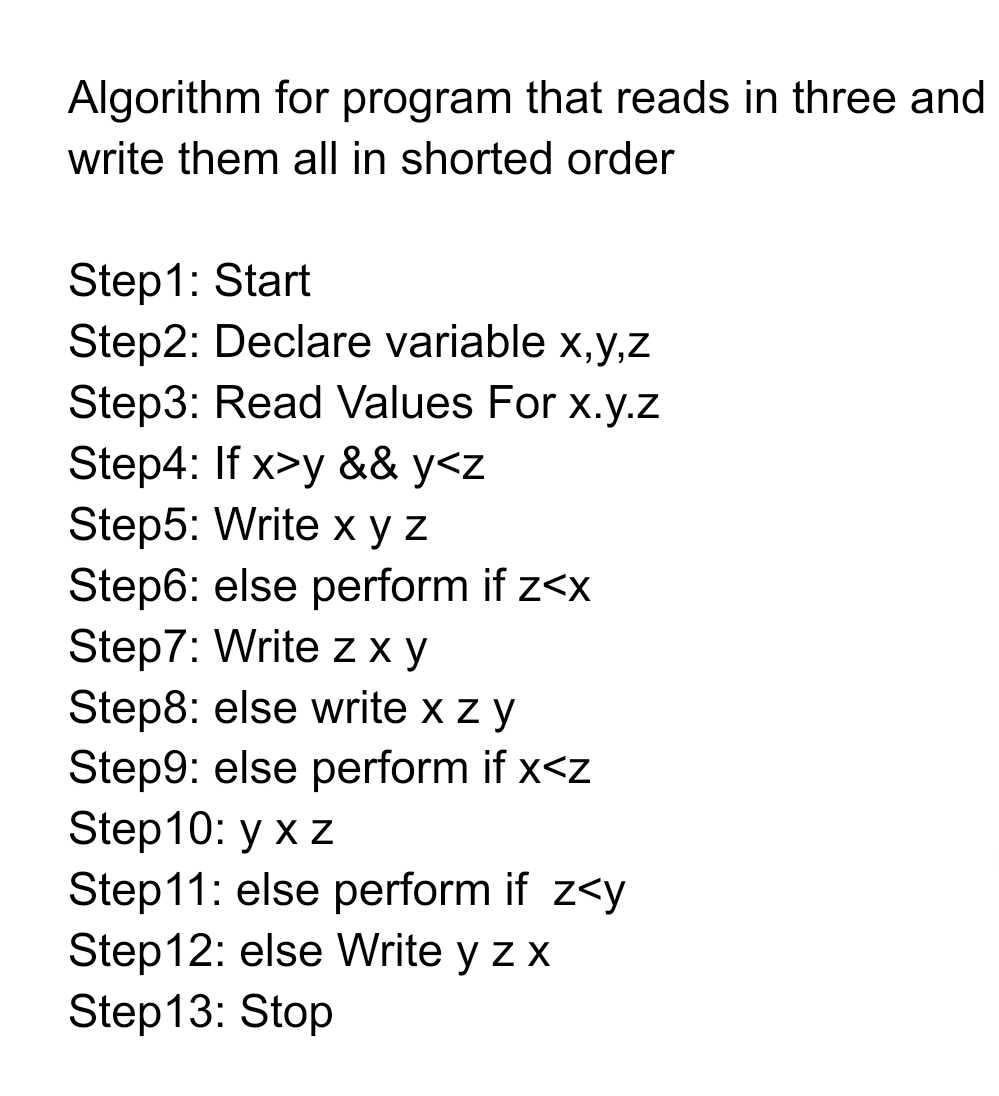 Algorithm for program that reads in three and
write them all in shorted order
Step1: Start
Step2: Declare variable x,y,z
Step3: Read Values For x.y.z
Step4: If x>y && y<z
Step5: Write x y z
Step6: else perform if z<x
Step7: Write z x y
Step8: else write x z y
Step9: else perform if x<z
Step10: y x z
Step11: else perform if  z<y
Step12: else Write y z x
Step13: Stop